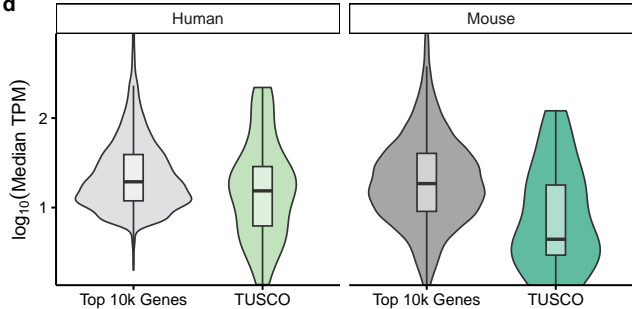 d
Human
Mouse
log10(Median TPM)
2
1
Top 10k Genes
TUSCO
Top 10k Genes
TUSCO